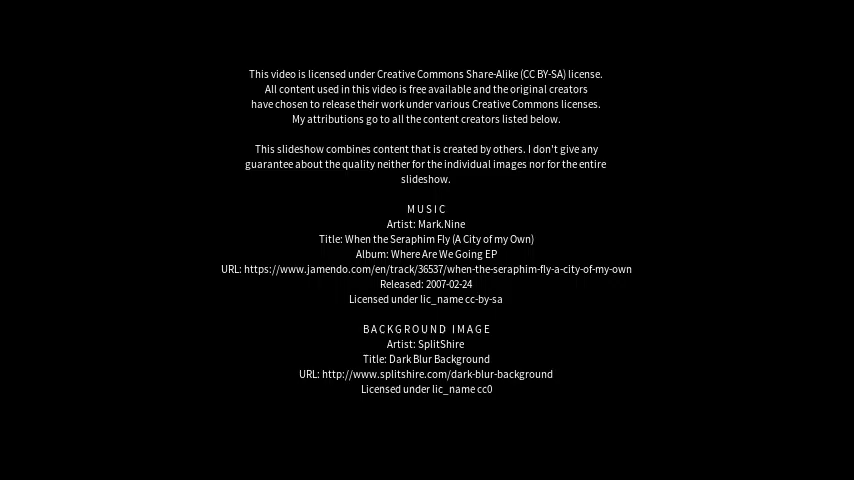 This video is licensed under Creative Commons Share-Alike (CC BY-SA) license.
All content used in this video is free available and the original creators
have chosen to release their work under various Creative Commons licenses.
My attributions go to all the content creators listed below.
This slideshow combines content that is created by others. I don't give any
guarantee about the quality neither for the individual images nor for the entire
slideshow.
MUSIC
Artist: Mark.Nine
Title: When the Seraphim Fly (A City of my Own)
Album: Where Are We Going EP
URL: https://www.jamendo.com/en/track/36537/when-the-seraphim-fly-a-city-of-my-own
Released: 2007-02-24
Licensed under lic_name cc-by-sa
BACKGROUND IMAGE
Artist: SplitShire
Title: Dark Blur Background
URL: http://www.splitshire.com/dark-blur-background
Licensed under lic_name cc0